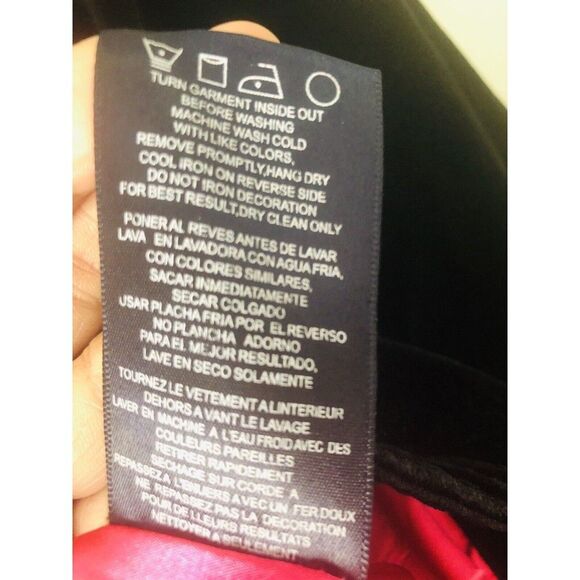 TURN GARMENT INSIDE OUT
BEFORE WASHING
MACHINE WASH COLD
WITH LIKE COLORS,
REMOVE PROMPTLY,HANG DRY
COOL IRON ON REVERSE SIDE
DO NOT IRON DECORATION
FOR BEST RESULT,DRY CLEAN ONLY
PONER AL REVES ANTES DE LAVAR
LAVA EN LAVADORA CON AGUA FRIA,
CON COLORES SIMILARES,
SACAR INMEDIATAMENTE
SECAR COLGADO
USAR PLACHA FRIA POR EL REVERSO
NO PLANCHA ADORNO
PARA EL MEJOR RESULTADO,
LAVE EN SECO SOLAMENTE
TOURNEZ LE VETEMENT A LINTERIEUR
DEHORS A VANT LE LAVAGE
LAVER EN MACHINE A L'EAU FROID AVEC DES
COULEURS PAREILLES
RETIRER RAPIDEMENT
SECHAGE SUR CORDE A
REPASSEZ A L'ENUERS AVEC UN FER DOUX
NE REPASSEZ PAS LA DECORATION
POUR DE LLEURS RESULTATS
NETTOYER A SEULEMENT